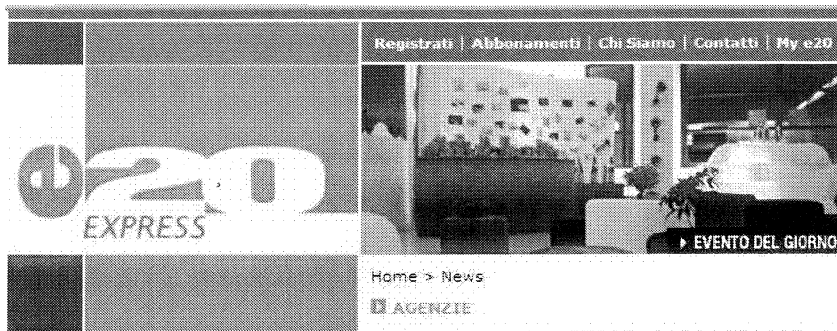 Registrati | Abbonamenti | Chi Siamo | Contatti | My e20
e20
EXPRESS
EVENTO DEL GIORNO
Home > News
AGENZIE